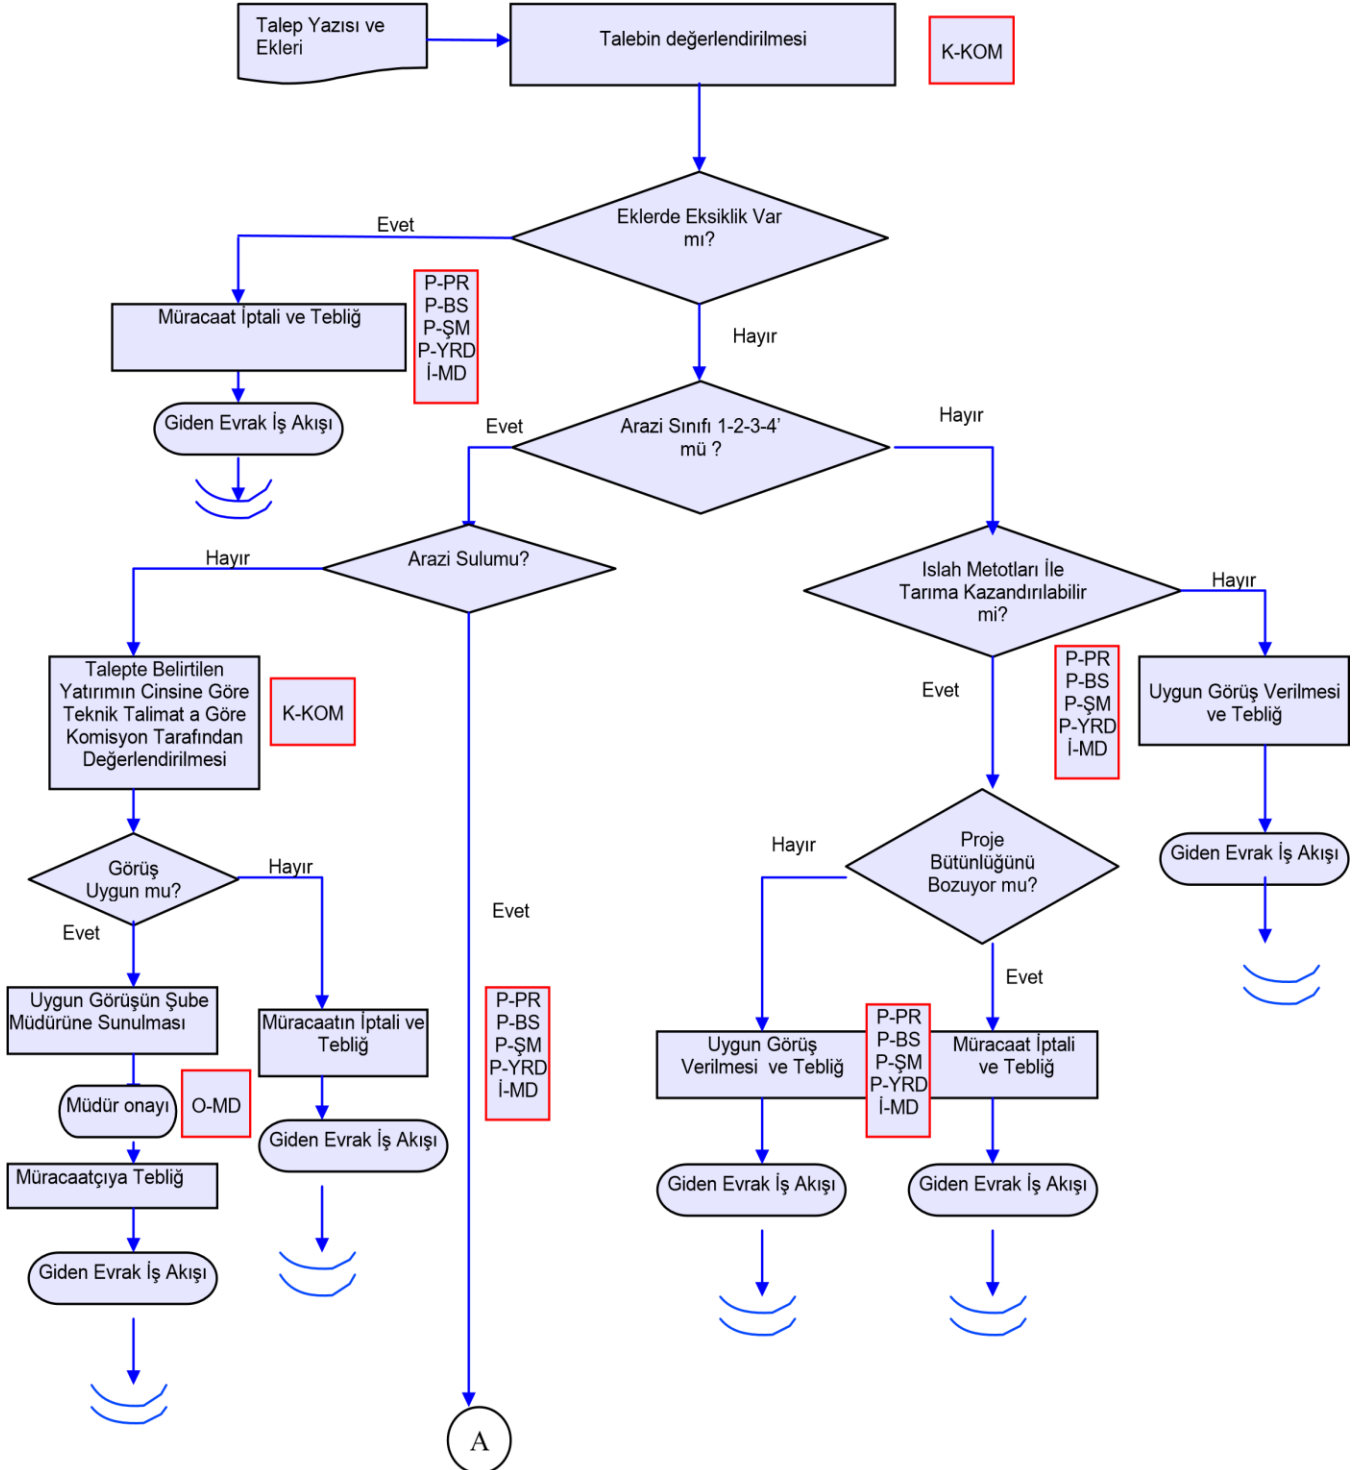 Talep Yazısı ve
Ekleri
Talebin değerlendirilmesi
K-KOM
Eklerde Eksiklik Var
mı?
Evet
Hayır
Müracaat İptali ve Tebliğ
P-PR
P-BS
P-ŞM
P-YRD
İ-MD
Giden Evrak İş Akışı
Arazi Sınıfı 1-2-3-4'
mü ?
Evet
Hayır
Arazi Sulumu?
Hayır
Islah Metotları İle
Tarıma Kazandırılabilir
mi?
Hayır
Talepte Belirtilen
Yatırımın Cinsine Göre
Teknik Talimat a Göre
Komisyon Tarafından
Değerlendirilmesi
K-KOM
Evet
P-PR
P-BS
P-ŞM
P-YRD
İ-MD
Uygun Görüş Verilmesi
ve Tebliğ
Giden Evrak İş Akışı
Görüş
Uygun mu?
Hayır
Evet
Evet
Proje
Bütünlüğünü
Bozuyor mu?
Hayır
Evet
Uygun Görüşün Şube
Müdürüne Sunulması
Müracaatın İptali ve
Tebliğ
P-PR
P-BS
P-ŞM
P-YRD
İ-MD
Uygun Görüş
Verilmesi ve Tebliğ
P-PR
P-BS
P-ŞM
P-YRD
İ-MD
Müracaat İptali
ve Tebliğ
Müdür onayı
O-MD
Giden Evrak İş Akışı
Müracaatçıya Tebliğ
Giden Evrak İş Akışı
Giden Evrak İş Akışı
Giden Evrak İş Akışı
A